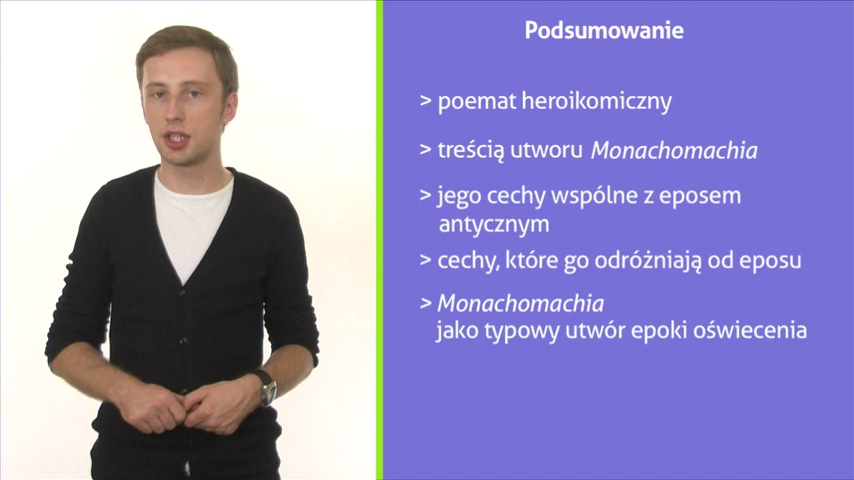 Podsumowanie
> poemat heroikomiczny
> treścią utworu Monachomachia
> jego cechy wspólne z eposem
antycznym
> cechy, które go odróżniają od eposu
> Monachomachia
jako typowy utwór epoki oświecenia